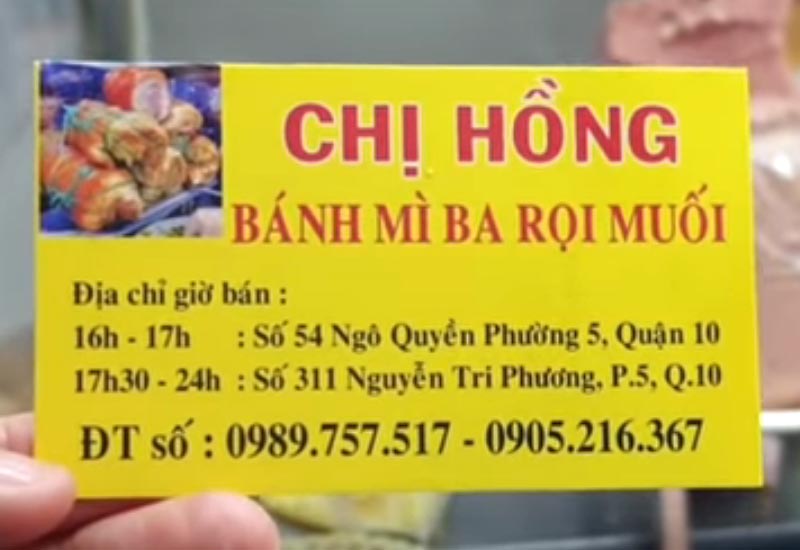 CHỊ HỒNG
BÁNH MÌ BA RỌI MUỐI
Địa chỉ giờ bán :
16h - 17h : Số 54 Ngô Quyền Phường 5, Quận 10
17h30 - 24h : Số 311 Nguyễn Tri Phương, P.5, Q.10
ĐT số : 0989.757.517 - 0905.216.367